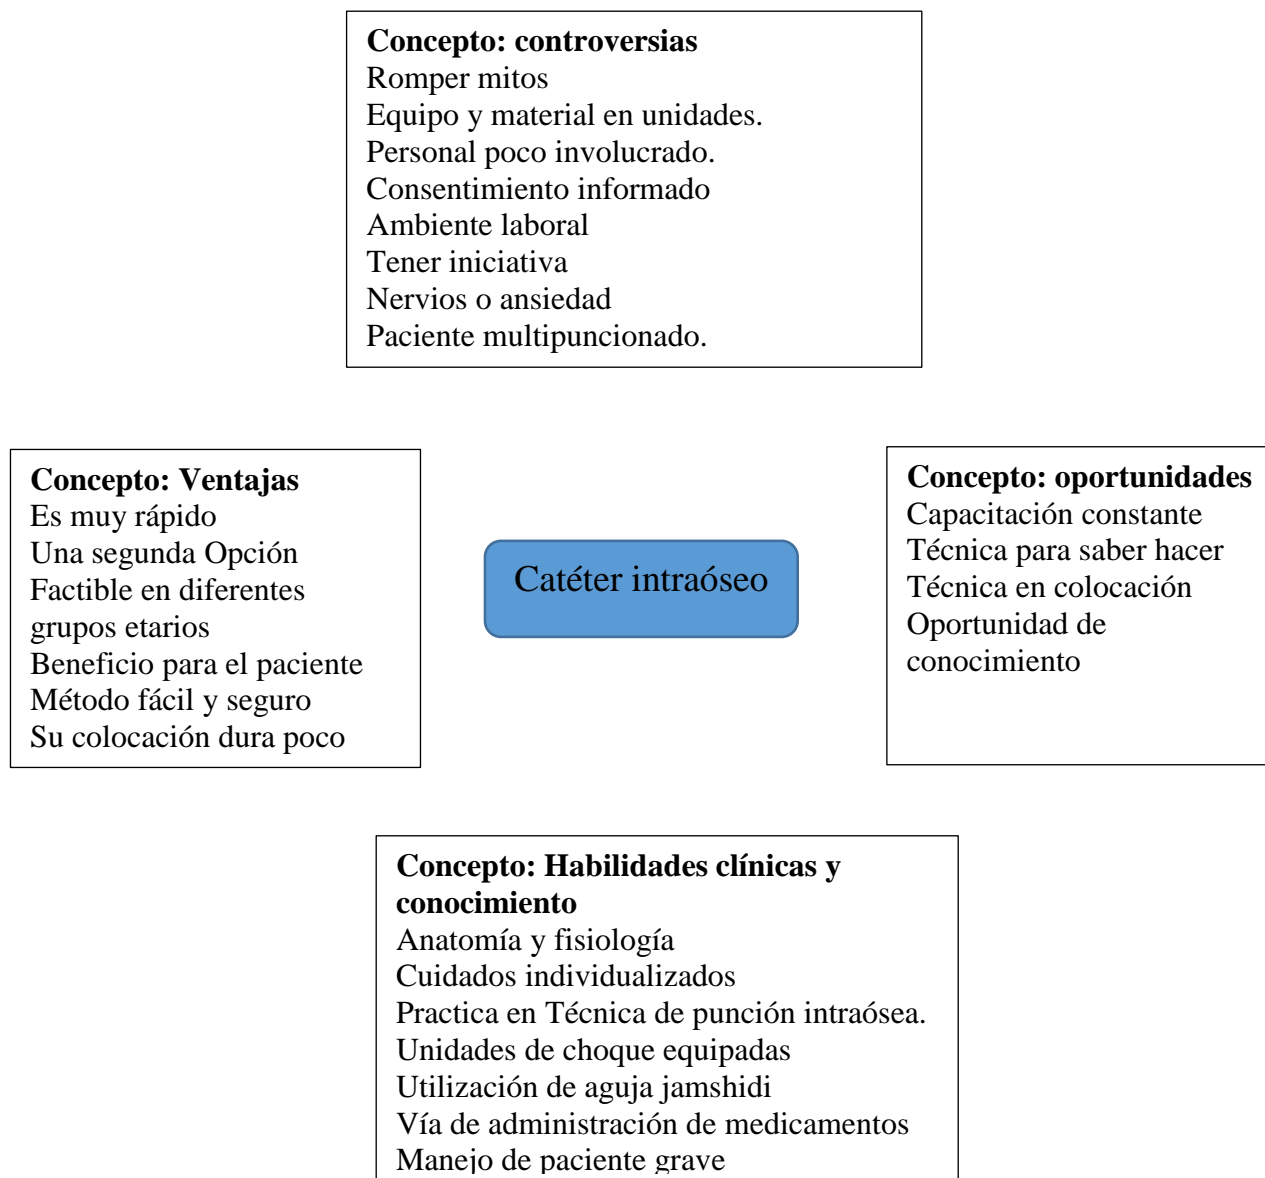 Concepto: controversias
Romper mitos
Equipo y material en unidades.
Personal poco involucrado.
Consentimiento informado
Ambiente laboral
Tener iniciativa
Nervios o ansiedad
Paciente multipuncionado.
Concepto: Ventajas
Es muy rápido
Una segunda Opción
Factible en diferentes
grupos etarios
Beneficio para el paciente
Método fácil y seguro
Su colocación dura poco
Catéter intraóseo
Concepto: oportunidades
Capacitación constante
Técnica para saber hacer
Técnica en colocación
Oportunidad de
conocimiento
Concepto: Habilidades clínicas y
conocimiento
Anatomía y fisiología
Cuidados individualizados
Practica en Técnica de punción intraósea.
Unidades de choque equipadas
Utilización de aguja jamshidi
Vía de administración de medicamentos
Manejo de paciente grave